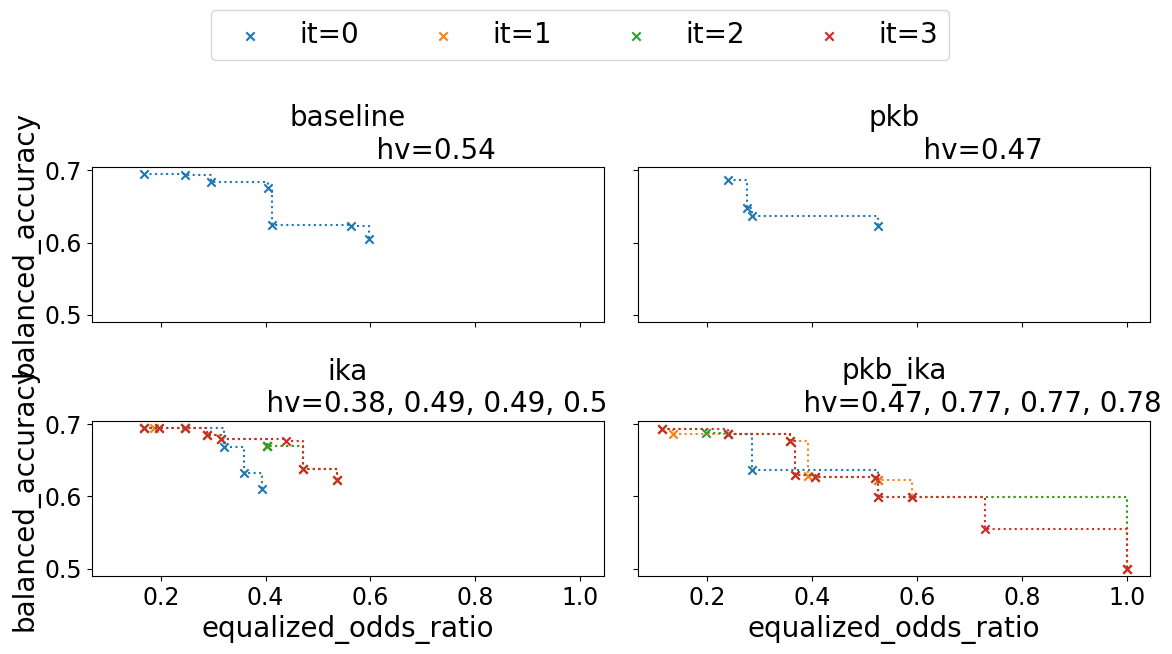 it=0 it=1 it=2 it=3
baseline
hv=0.54
pkb
hv=0.47
balanced_accuracy
0.7
0.6
0.5
ika
hv=0.38, 0.49, 0.49, 0.5
pkb_ika
hv=0.47, 0.77, 0.77, 0.78
balanced_accuracy
0.7
0.6
0.5
0.2 0.4 0.6 0.8 1.0
0.2 0.4 0.6 0.8 1.0
equalized_odds_ratio
equalized_odds_ratio